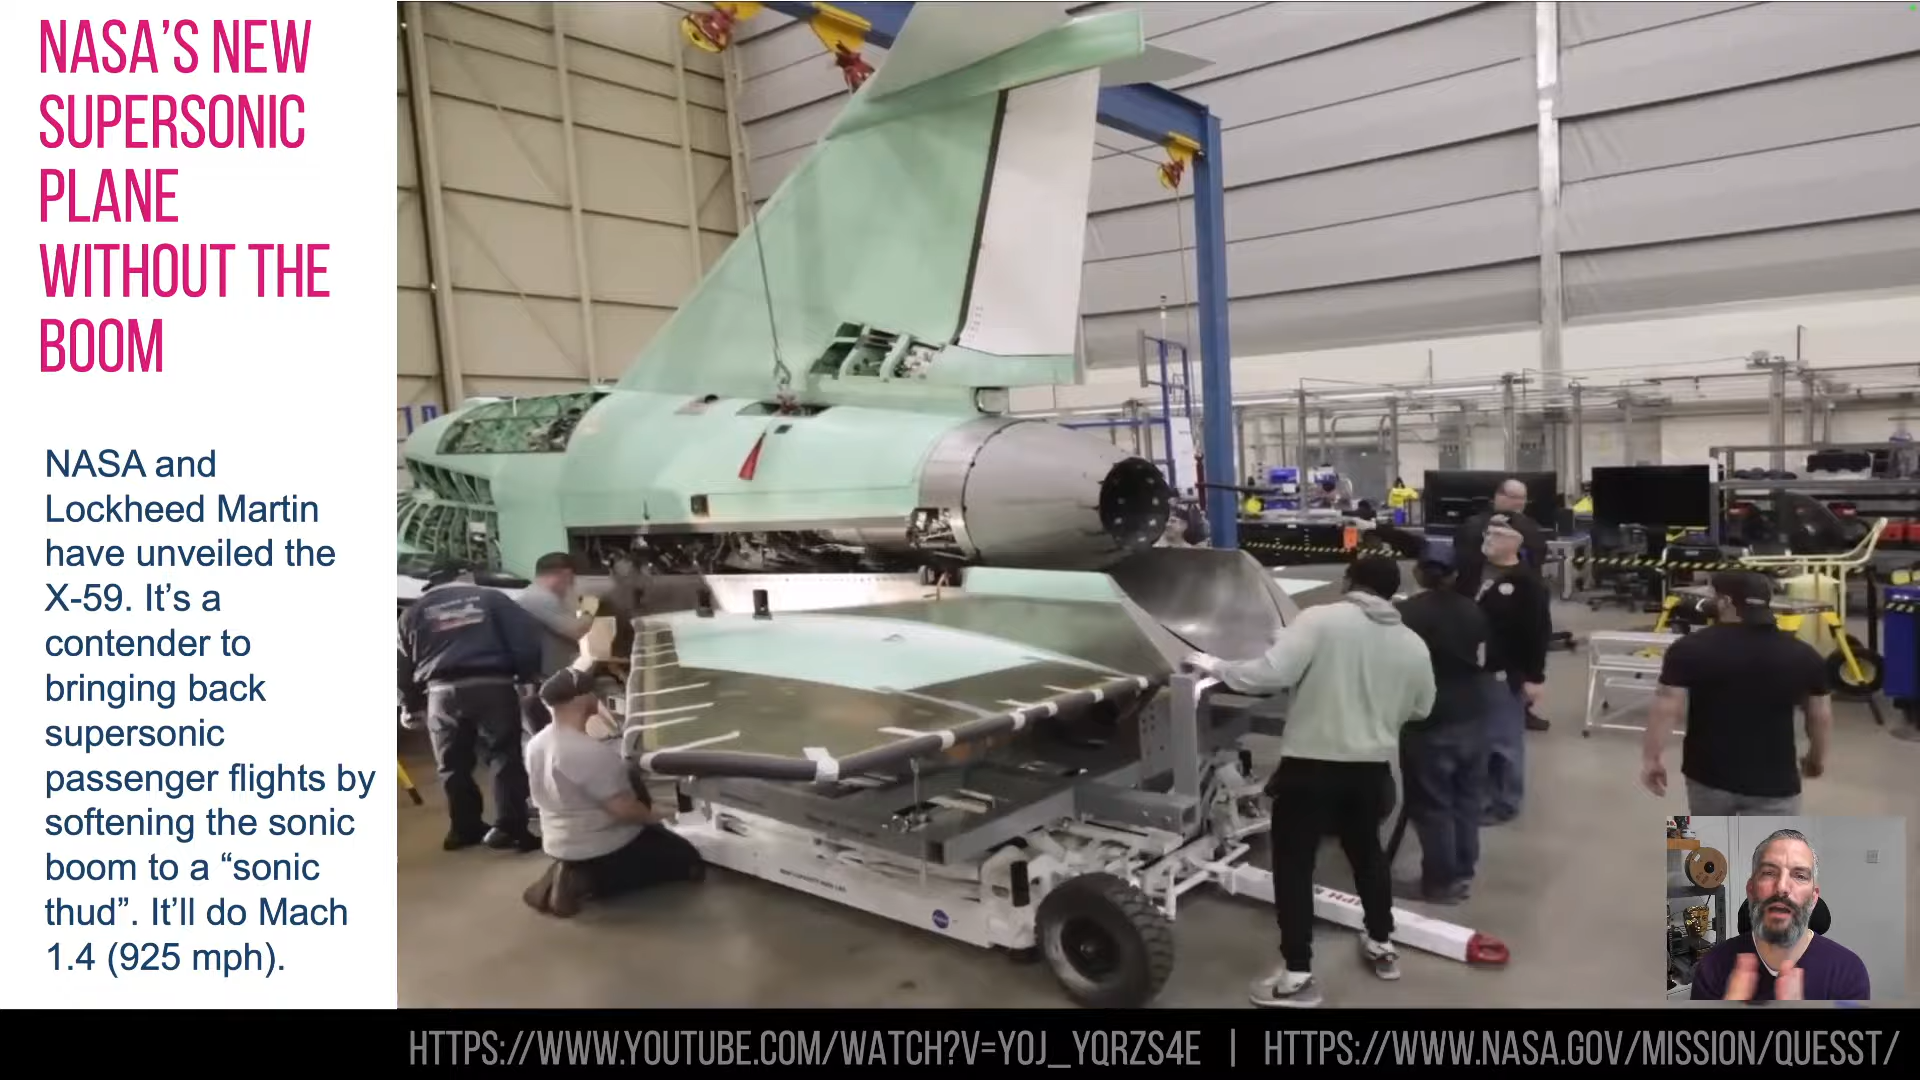 NASA'S NEW
SUPERSONIC
PLANE
WITHOUT THE
BOOM
NASA and
Lockheed Martin
have unveiled the
X-59. It's a
contender to
bringing back
supersonic
passenger flights by
softening the sonic
boom to a “sonic
thud”. It'll do Mach
1.4 (925 mph).
HTTPS://WWW.YOUTUBE.COM/WATCH?V=YOJ_YQRZS4E | HTTPS://WWW.NASA.GOV/MISSION/QUESST/